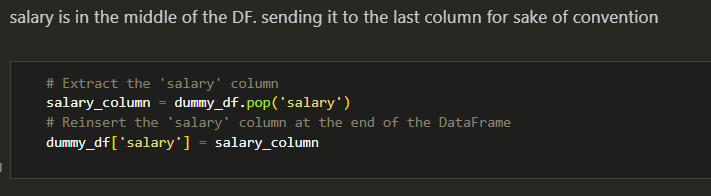 salary is in the middle of the DF. sending it to the last column for sake of convention
# Extract the 'salary' column
salary_column = dummy_df.pop('salary')
# Reinsert the 'salary' column at the end of the DataFrame
dummy_df['salary'] = salary_column